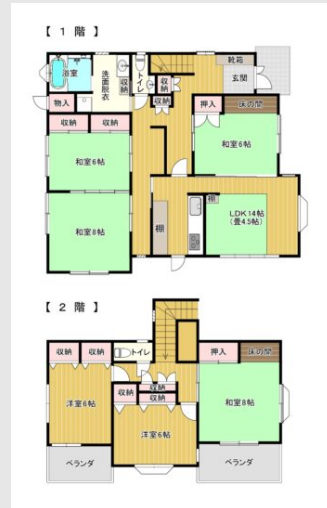 【 1 階 】
靴箱
玄関
浴室
洗面脱衣
収納
トイレ
収納
収納
物入
収納
収納
押入
床の間
和室6帖
和室6帖
和室8帖
棚
棚
LDK14帖
(畳4.5帖)
【 2 階 】
収納
収納
トイレ
押入
床の間
収納
収納
収納
洋室6帖
洋室6帖
和室8帖
ベランダ
ベランダ